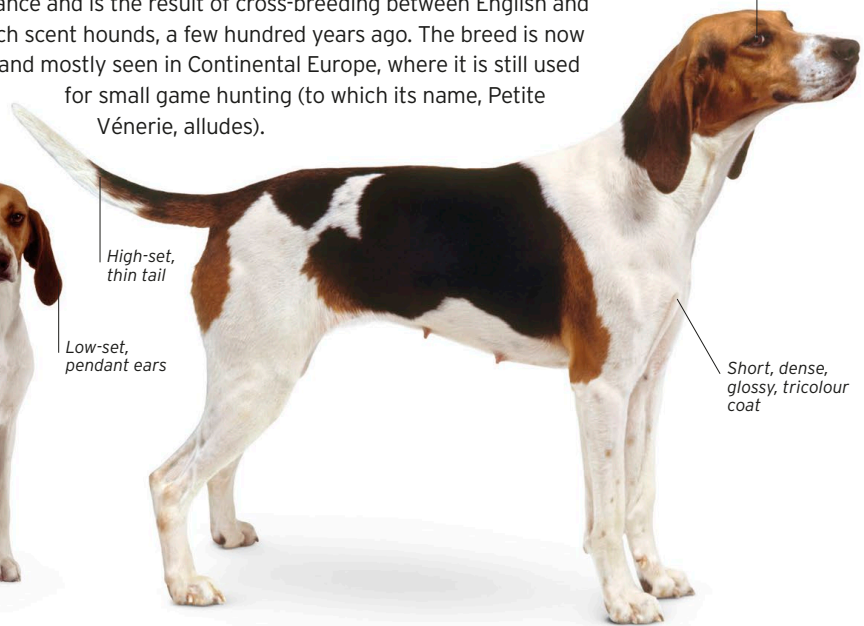 ance and is the result of cross-breeding between English and
ch scent hounds, a few hundred years ago. The breed is now
and mostly seen in Continental Europe, where it is still used
for small game hunting (to which its name, Petite
Vénerie, alludes).
High-set,
thin tail
Low-set,
pendant ears
Short, dense,
glossy, tricolour
coat